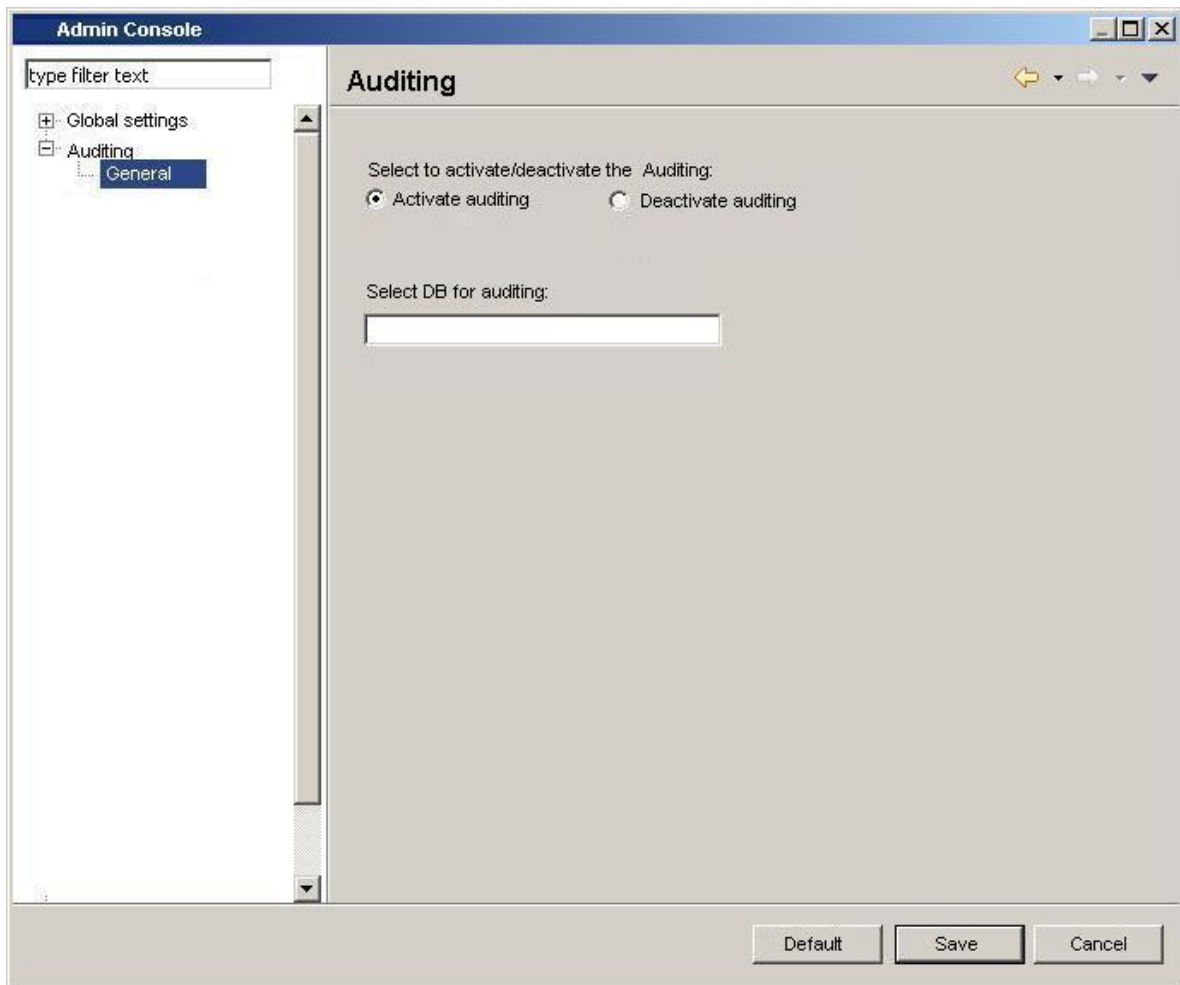 Admin Console
type filter text
Global settings
Auditing
General
Auditing
Select to activate/deactivate the Auditing:
Activate auditing
Deactivate auditing
Select DB for auditing:
Default
Save
Cancel